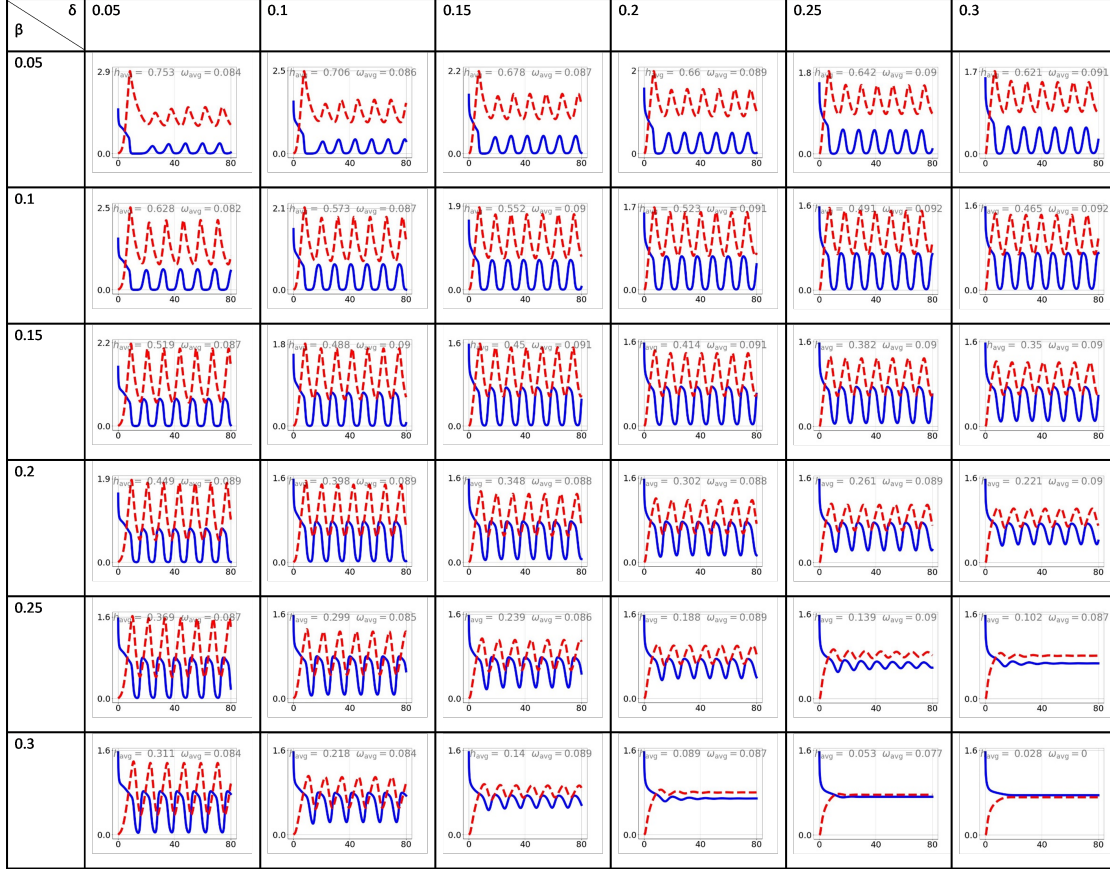 δ
β
0.05
0.1
0.15
0.2
0.25
0.3
0.05
2.9
h_avg = 0.753 ω_avg = 0.084
0.0
0 40 80
2.5
h_avg = 0.706 ω_avg = 0.086
0.0
0 40 80
2.2
h_avg = 0.678 ω_avg = 0.087
0.0
0 40 80
2
h_avg = 0.66 ω_avg = 0.089
0.0
0 40 80
1.8
h_avg = 0.642 ω_avg = 0.09
0.0
0 40 80
1.7
h_avg = 0.621 ω_avg = 0.091
0.0
0 40 80
0.1
2.5
h_avg = 0.628 ω_avg = 0.082
0.0
0 40 80
2.1
h_avg = 0.573 ω_avg = 0.087
0.0
0 40 80
1.9
h_avg = 0.552 ω_avg = 0.09
0.0
0 40 80
1.7
h_avg = 0.523 ω_avg = 0.091
0.0
0 40 80
1.6
h_avg = 0.491 ω_avg = 0.092
0.0
0 40 80
1.6
h_avg = 0.465 ω_avg = 0.092
0.0
0 40 80
0.15
2.2
h_avg = 0.519 ω_avg = 0.087
0.0
0 40 80
1.8
h_avg = 0.488 ω_avg = 0.09
0.0
0 40 80
1.6
h_avg = 0.45 ω_avg = 0.091
0.0
0 40 80
1.6
h_avg = 0.414 ω_avg = 0.091
0.0
0 40 80
1.6
h_avg = 0.382 ω_avg = 0.09
0.0
0 40 80
1.6
h_avg = 0.35 ω_avg = 0.09
0.0
0 40 80
0.2
1.9
h_avg = 0.449 ω_avg = 0.089
0.0
0 40 80
1.6
h_avg = 0.398 ω_avg = 0.089
0.0
0 40 80
1.6
h_avg = 0.348 ω_avg = 0.088
0.0
0 40 80
1.6
h_avg = 0.302 ω_avg = 0.088
0.0
0 40 80
1.6
h_avg = 0.261 ω_avg = 0.089
0.0
0 40 80
1.6
h_avg = 0.221 ω_avg = 0.09
0.0
0 40 80
0.25
1.6
h_avg = 0.369 ω_avg = 0.087
0.0
0 40 80
1.6
h_avg = 0.299 ω_avg = 0.085
0.0
0 40 80
1.6
h_avg = 0.239 ω_avg = 0.086
0.0
0 40 80
1.6
h_avg = 0.188 ω_avg = 0.089
0.0
0 40 80
1.6
h_avg = 0.139 ω_avg = 0.09
0.0
0 40 80
1.6
h_avg = 0.102 ω_avg = 0.087
0.0
0 40 80
0.3
1.6
h_avg = 0.311 ω_avg = 0.084
0.0
0 40 80
1.6
h_avg = 0.218 ω_avg = 0.084
0.0
0 40 80
1.6
h_avg = 0.14 ω_avg = 0.089
0.0
0 40 80
1.6
h_avg = 0.089 ω_avg = 0.087
0.0
0 40 80
1.6
h_avg = 0.053 ω_avg = 0.077
0.0
0 40 80
1.6
h_avg = 0.028 ω_avg = 0
0.0
0 40 80